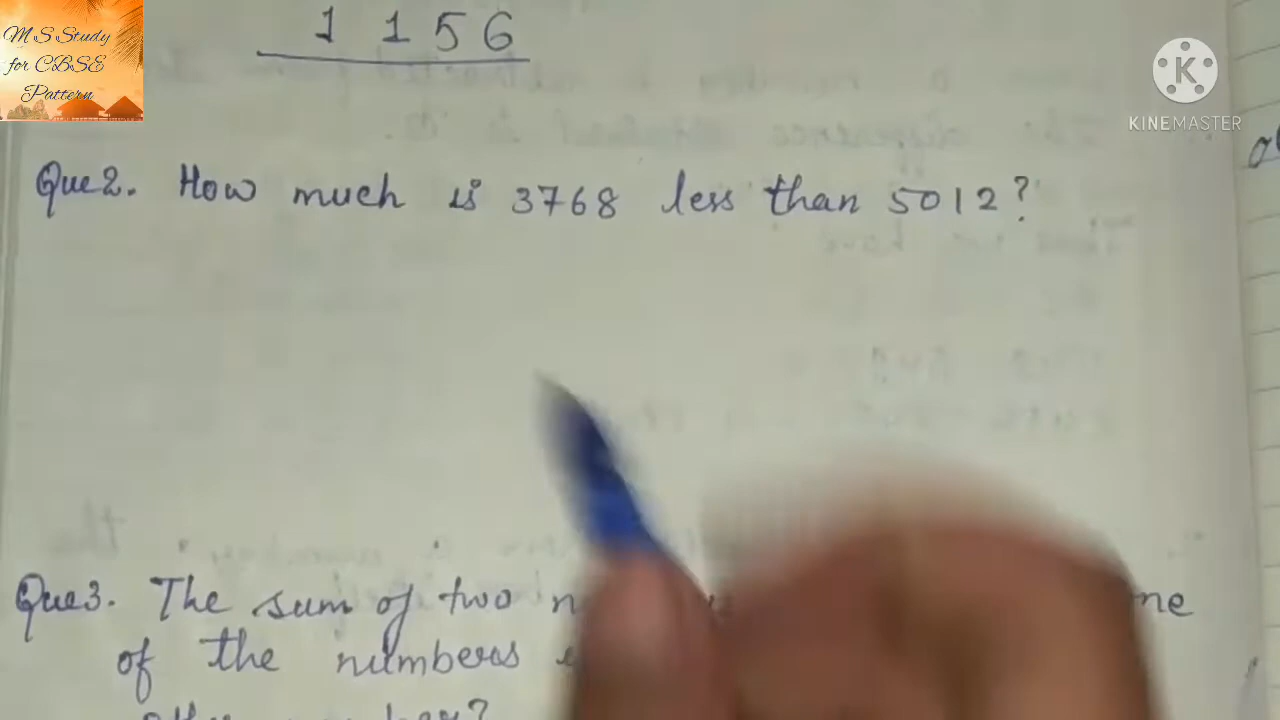 M S Study
for CBSE
Pattern
1 1 5 6
K
KINEMASTER
Que2. How much is 3768 less than 5012?
Que3. The sum of two
of the numbers